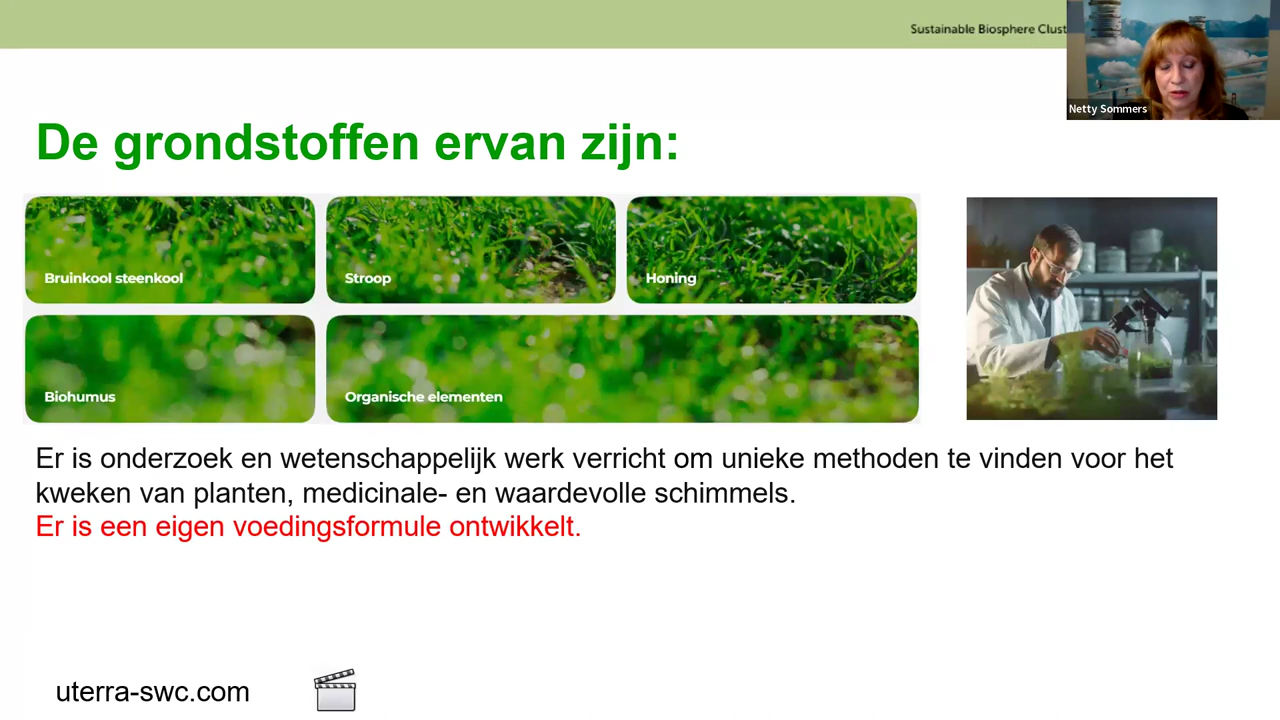 Sustainable Biosphere Clust
Netty Sommers
De grondstoffen ervan zijn:
Bruinkool steenkool
Stroop
Honing
Biohumus
Organische elementen
Er is onderzoek en wetenschappelijk werk verricht om unieke methoden te vinden voor het
kweken van planten, medicinale- en waardevolle schimmels.
Er is een eigen voedingsformule ontwikkelt.
uterra-swc.com